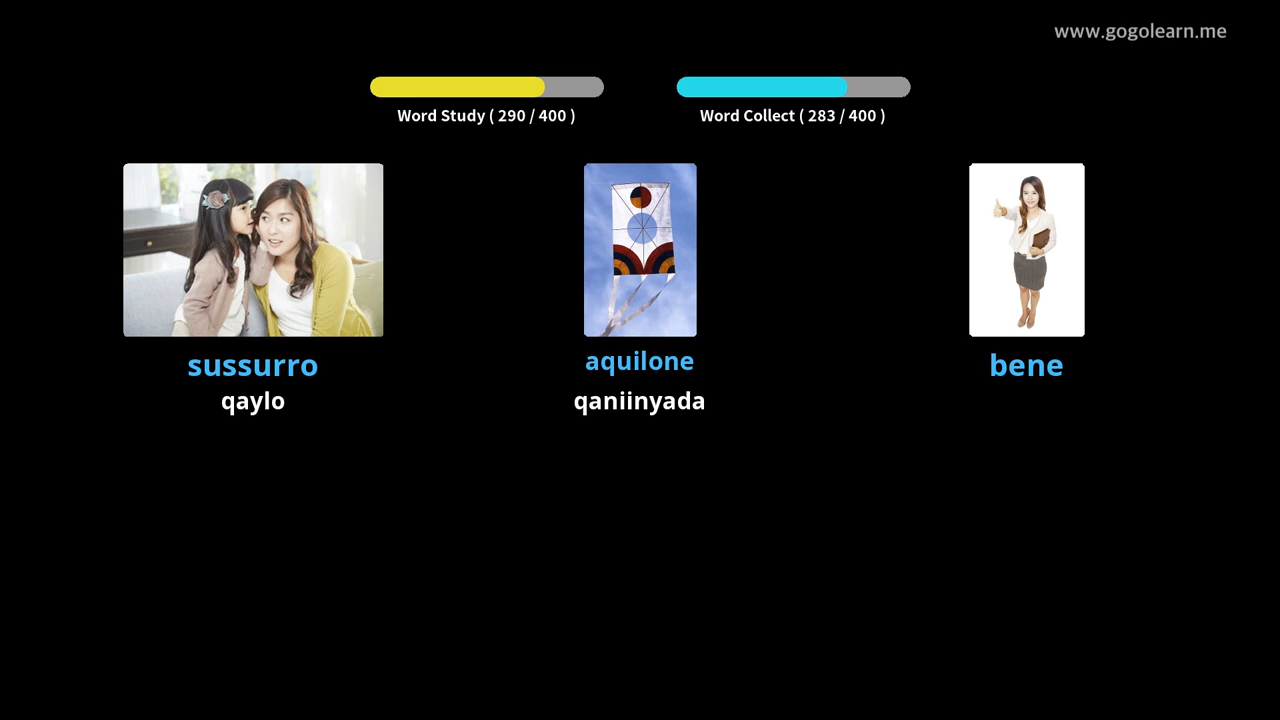 www.gogolearn.me
Word Study ( 290 / 400 )
Word Collect ( 283 / 400 )
sussurro
qaylo
aquilone
qaniinyada
bene